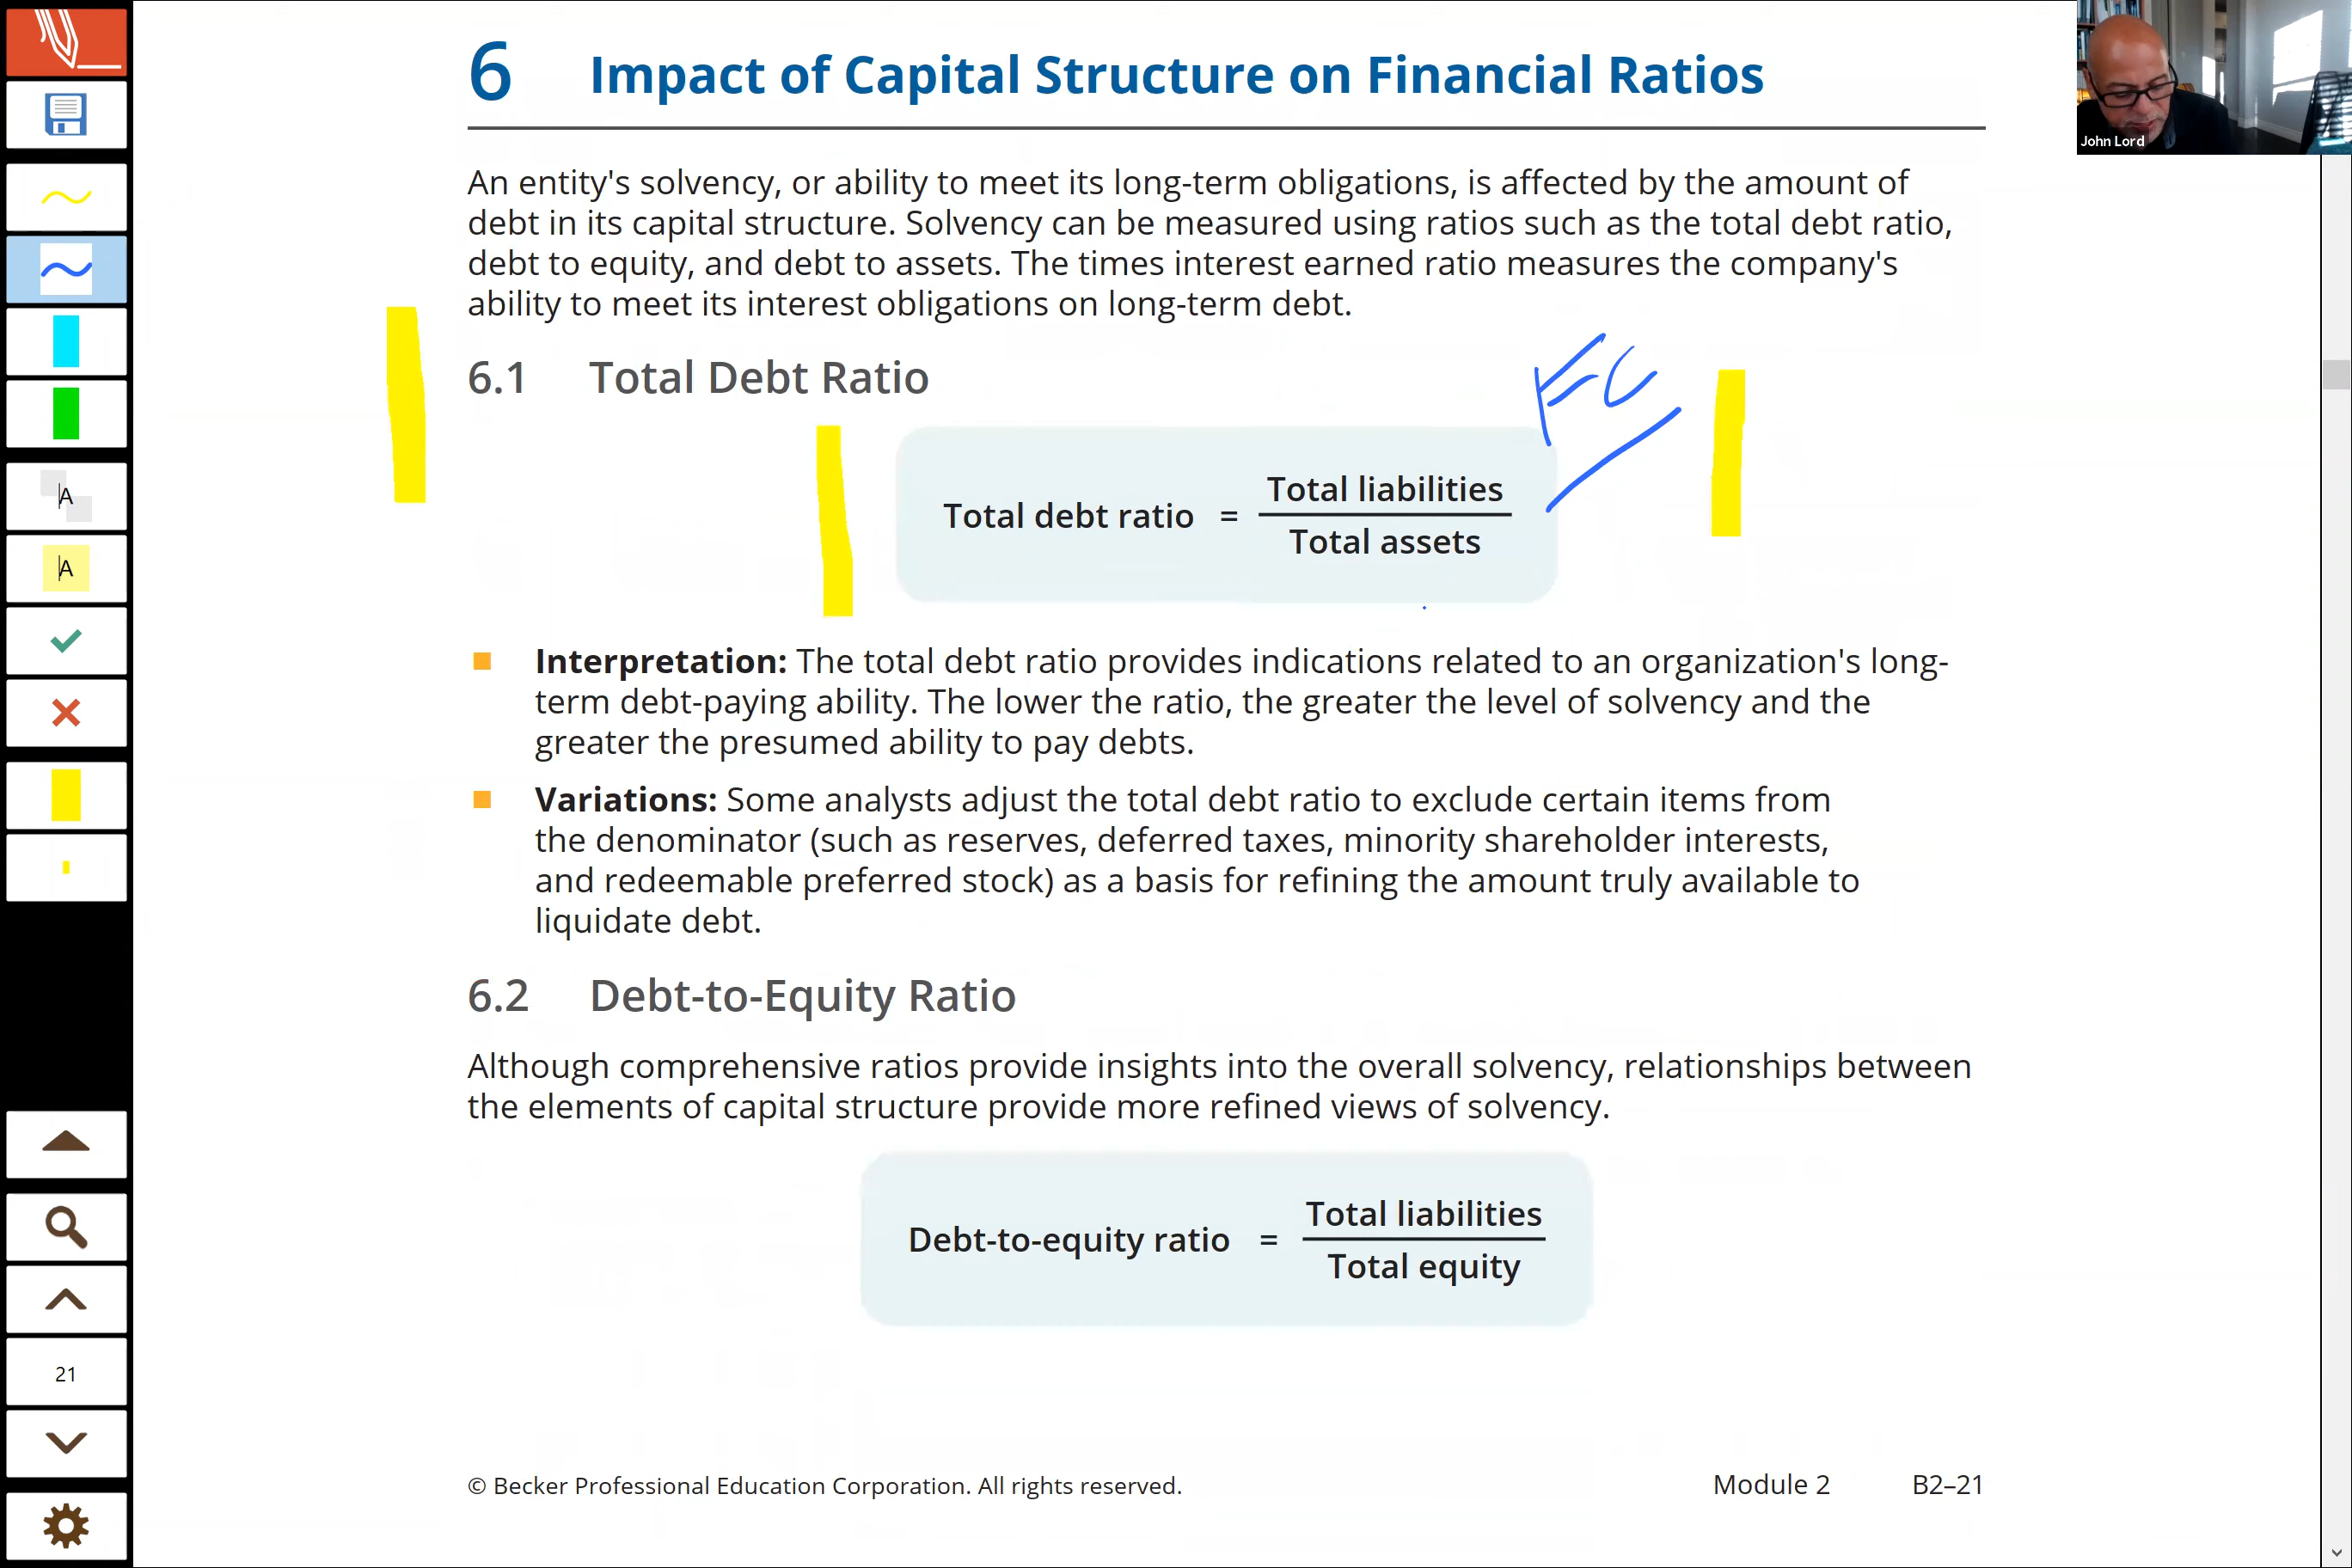 6 Impact of Capital Structure on Financial Ratios
John Lord
An entity's solvency, or ability to meet its long-term obligations, is affected by the amount of
debt in its capital structure. Solvency can be measured using ratios such as the total debt ratio,
debt to equity, and debt to assets. The times interest earned ratio measures the company's
ability to meet its interest obligations on long-term debt.
6.1 Total Debt Ratio
FC
Total debt ratio = Total liabilities
Total assets
Interpretation: The total debt ratio provides indications related to an organization's long-
term debt-paying ability. The lower the ratio, the greater the level of solvency and the
greater the presumed ability to pay debts.
Variations: Some analysts adjust the total debt ratio to exclude certain items from
the denominator (such as reserves, deferred taxes, minority shareholder interests,
and redeemable preferred stock) as a basis for refining the amount truly available to
liquidate debt.
6.2 Debt-to-Equity Ratio
Although comprehensive ratios provide insights into the overall solvency, relationships between
the elements of capital structure provide more refined views of solvency.
Debt-to-equity ratio = Total liabilities
Total equity
© Becker Professional Education Corporation. All rights reserved.
Module 2 B2–21
A
A
21